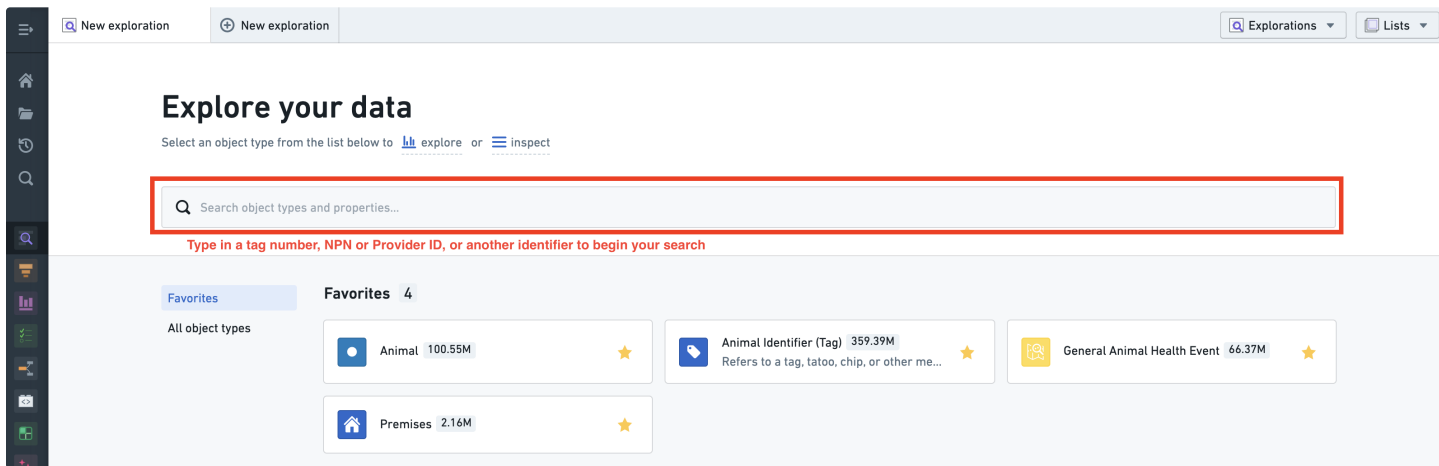 New exploration
New exploration
Explorations
Lists
Explore your data
Select an object type from the list below to explore or inspect
Search object types and properties...
Type in a tag number, NPN or Provider ID, or another identifier to begin your search
Favorites
All object types
Favorites 4
Animal 100.55M
Animal Identifier (Tag) 359.39M
Refers to a tag, tatoo, chip, or other me...
General Animal Health Event 66.37M
Premises 2.16M